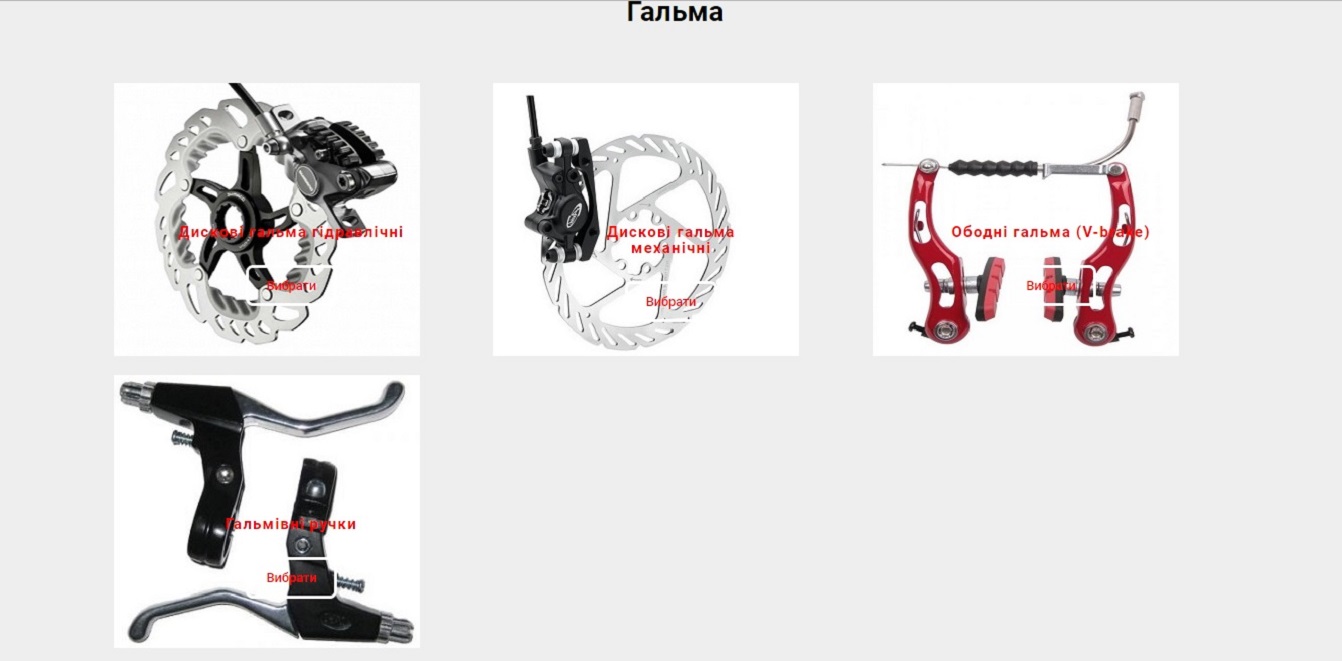 Гальма
Дискові гальма гідравлічні
Вибрати
Дискові гальма
механічні
Вибрати
Ободні гальма (V-brake)
Вибрати
Гальмівні ручки
Вибрати